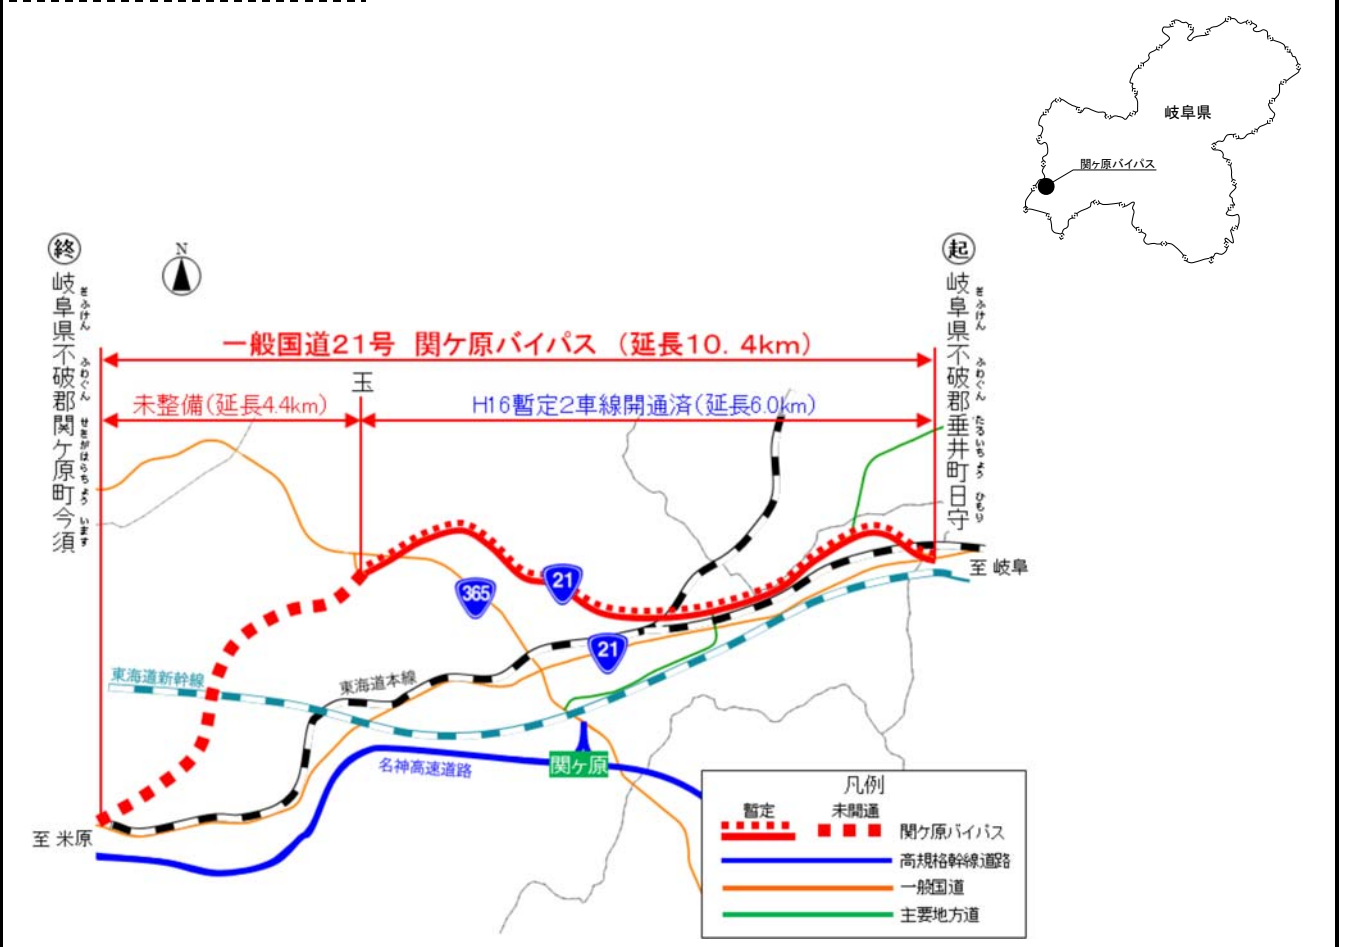 岐阜県
関ヶ原バイパス
終
岐阜県不破郡関ケ原町今須
ぎふけん ふわぐん せきがはらちょう います
N
起
岐阜県不破郡垂井町日守
ぎふけん ふわぐん たるいちょう ひもり
一般国道21号 関ケ原バイパス (延長10.4km)
玉
未整備(延長4.4km)
H16暫定2車線開通済(延長6.0km)
至 岐阜
21
365
21
東海道新幹線
東海道本線
名神高速道路
関ヶ原
至 米原
凡例
暫定 未開通
関ケ原バイパス
高規格幹線道路
一般国道
主要地方道